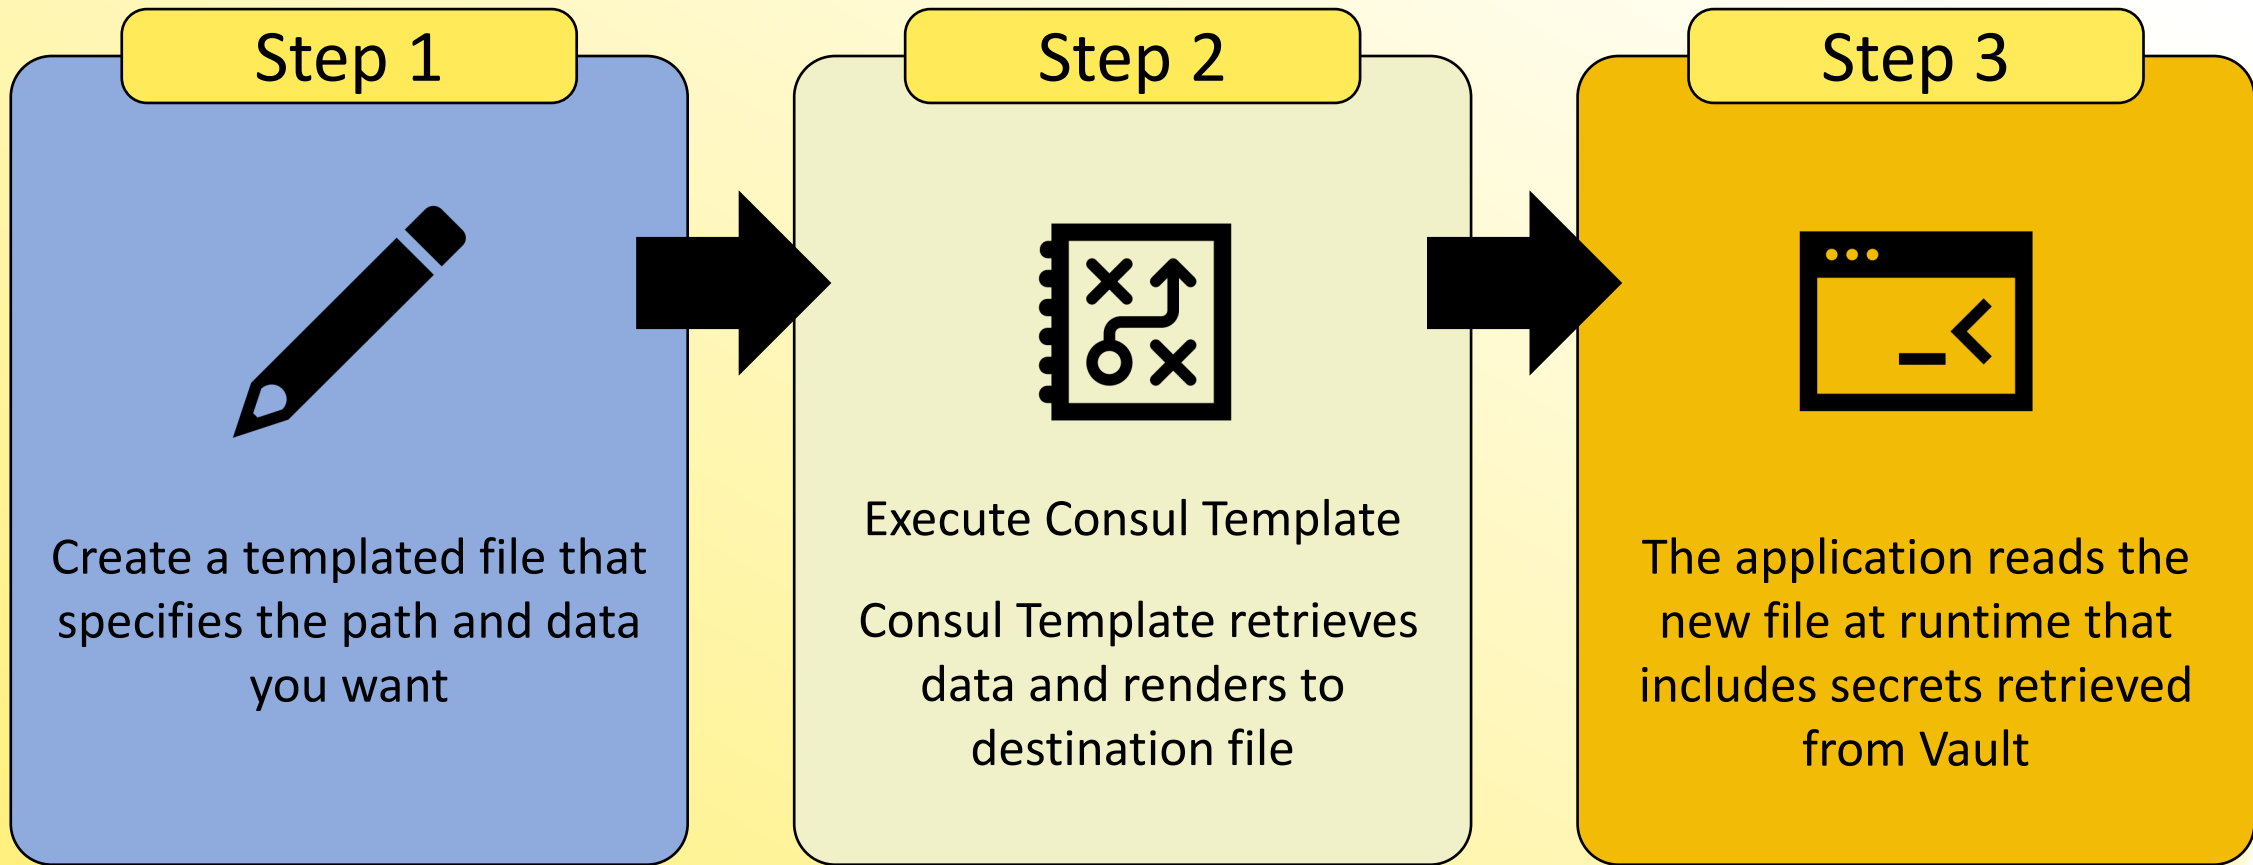 Step 1
Create a templated file that
specifies the path and data
you want
Step 2
Execute Consul Template
Consul Template retrieves
data and renders to
destination file
Step 3
The application reads the
new file at runtime that
includes secrets retrieved
from Vault